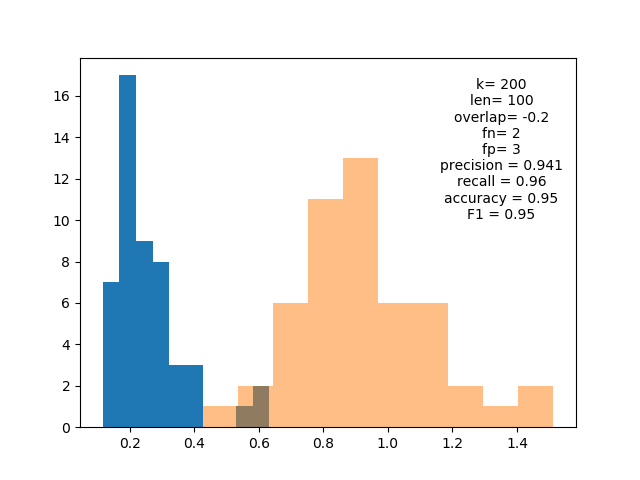 k= 200
len= 100
overlap= -0.2
fn= 2
fp= 3
precision = 0.941
recall = 0.96
accuracy = 0.95
F1 = 0.95
16
14
12
10
8
6
4
2
0
0.2 0.4 0.6 0.8 1.0 1.2 1.4